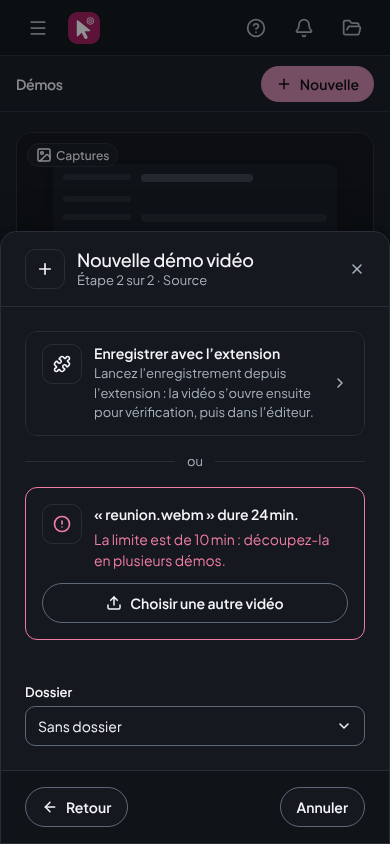 Démos
Nouvelle
Captures
Nouvelle démo vidéo
Étape 2 sur 2 · Source
Enregistrer avec l’extension
Lancez l’enregistrement depuis
l’extension : la vidéo s’ouvre ensuite
pour vérification, puis dans l’éditeur.
ou
« reunion.webm » dure 24 min.
La limite est de 10 min : découpez-la
en plusieurs démos.
Choisir une autre vidéo
Dossier
Sans dossier
Retour
Annuler